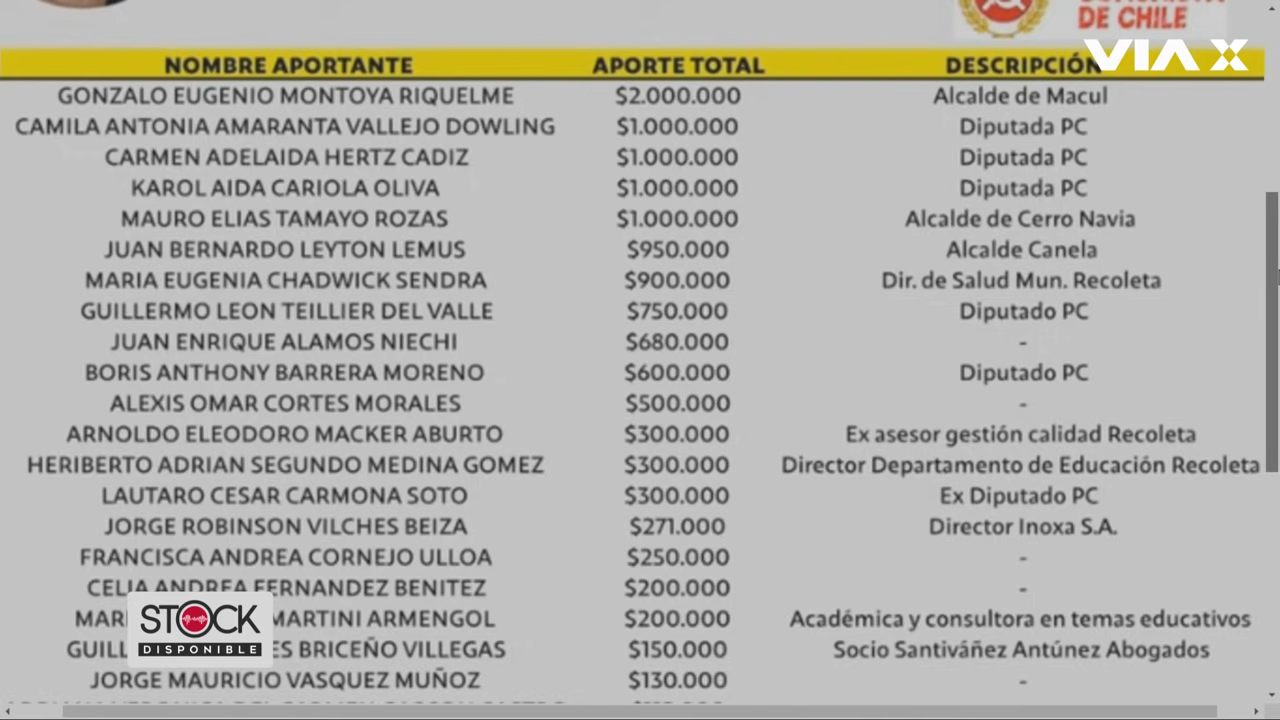 DE CHILE
VIA X
NOMBRE APORTANTE APORTE TOTAL DESCRIPCIÓN
GONZALO EUGENIO MONTOYA RIQUELME $2.000.000 Alcalde de Macul
CAMILA ANTONIA AMARANTA VALLEJO DOWLING $1.000.000 Diputada PC
CARMEN ADELAIDA HERTZ CADIZ $1.000.000 Diputada PC
KAROL AIDA CARIOLA OLIVA $1.000.000 Diputada PC
MAURO ELIAS TAMAYO ROZAS $1.000.000 Alcalde de Cerro Navia
JUAN BERNARDO LEYTON LEMUS $950.000 Alcalde Canela
MARIA EUGENIA CHADWICK SENDRA $900.000 Dir. de Salud Mun. Recoleta
GUILLERMO LEON TEILLIER DEL VALLE $750.000 Diputado PC
JUAN ENRIQUE ALAMOS NIECHI $680.000 -
BORIS ANTHONY BARRERA MORENO $600.000 Diputado PC
ALEXIS OMAR CORTES MORALES $500.000 -
ARNOLDO ELEODORO MACKER ABURTO $300.000 Ex asesor gestión calidad Recoleta
HERIBERTO ADRIAN SEGUNDO MEDINA GOMEZ $300.000 Director Departamento de Educación Recoleta
LAUTARO CESAR CARMONA SOTO $300.000 Ex Diputado PC
JORGE ROBINSON VILCHES BEIZA $271.000 Director Inoxa S.A.
FRANCISCA ANDREA CORNEJO ULLOA $250.000 -
CELIA ANDREA FERNANDEZ BENITEZ $200.000 -
MARTINI ARMENGOL $200.000 Académica y consultora en temas educativos
BRICEÑO VILLEGAS $150.000 Socio Santiváñez Antúnez Abogados
JORGE MAURICIO VASQUEZ MUÑOZ $130.000 -
STOCK
DISPONIBLE